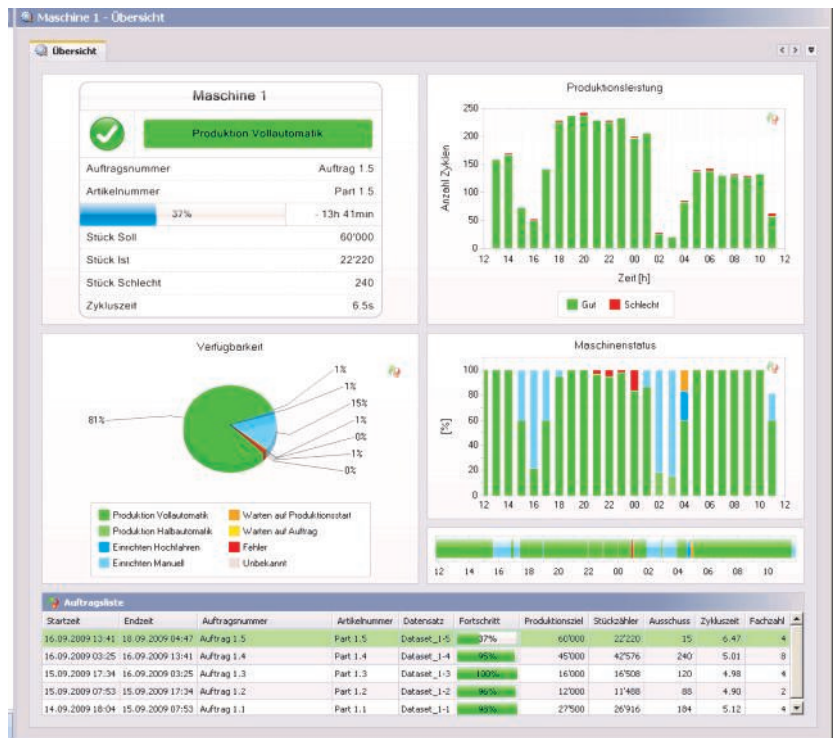 Maschine 1 - Übersicht
Übersicht
Maschine 1
Produktion Vollautomatik
Auftragsnummer Auftrag 1.5
Artikelnummer Part 1.5
37% - 13h 41min
Stück Soll 60'000
Stück Ist 22'220
Stück Schlecht 240
Zykluszeit 6.5s
Produktionsleistung
Anzahl Zyklen
250
200
150
100
50
0
12 14 16 18 20 22 00 02 04 06 08 10 12
Zeit [h]
Gut Schlecht
Verfügbarkeit
1%
1%
15%
81%
1%
0%
1%
0%
Produktion Vollautomatik Warten auf Produktionsstart
Produktion Halbautomatik Warten auf Auftrag
Einrichten Hochfahren Fehler
Einrichten Manuell Unbekannt
Maschinenstatus
[%]
100
80
60
40
20
0
12 14 16 18 20 22 00 02 04 06 08 10 12
12 14 16 18 20 22 00 02 04 06 08 10
Auftragsliste
Startzeit Endzeit Auftragsnummer Artikelnummer Datensatz Fortschritt Produktionsziel Stückzähler Ausschuss Zykluszeit Fachzahl
16.09.2009 13:41 18.09.2009 04:47 Auftrag 1.5 Part 1.5 Dataset_1-5 37% 60'000 22'220 15 6.47 4
16.09.2009 03:25 16.09.2009 13:41 Auftrag 1.4 Part 1.4 Dataset_1-4 95% 45'000 42'576 240 5.01 8
15.09.2009 17:34 16.09.2009 03:25 Auftrag 1.3 Part 1.3 Dataset_1-3 100% 16'000 16'508 120 4.98 4
15.09.2009 07:53 15.09.2009 17:34 Auftrag 1.2 Part 1.2 Dataset_1-2 96% 12'000 11'488 88 4.90 2
14.09.2009 18:04 15.09.2009 07:53 Auftrag 1.1 Part 1.1 Dataset_1-1 98% 27'500 26'916 184 5.12 4